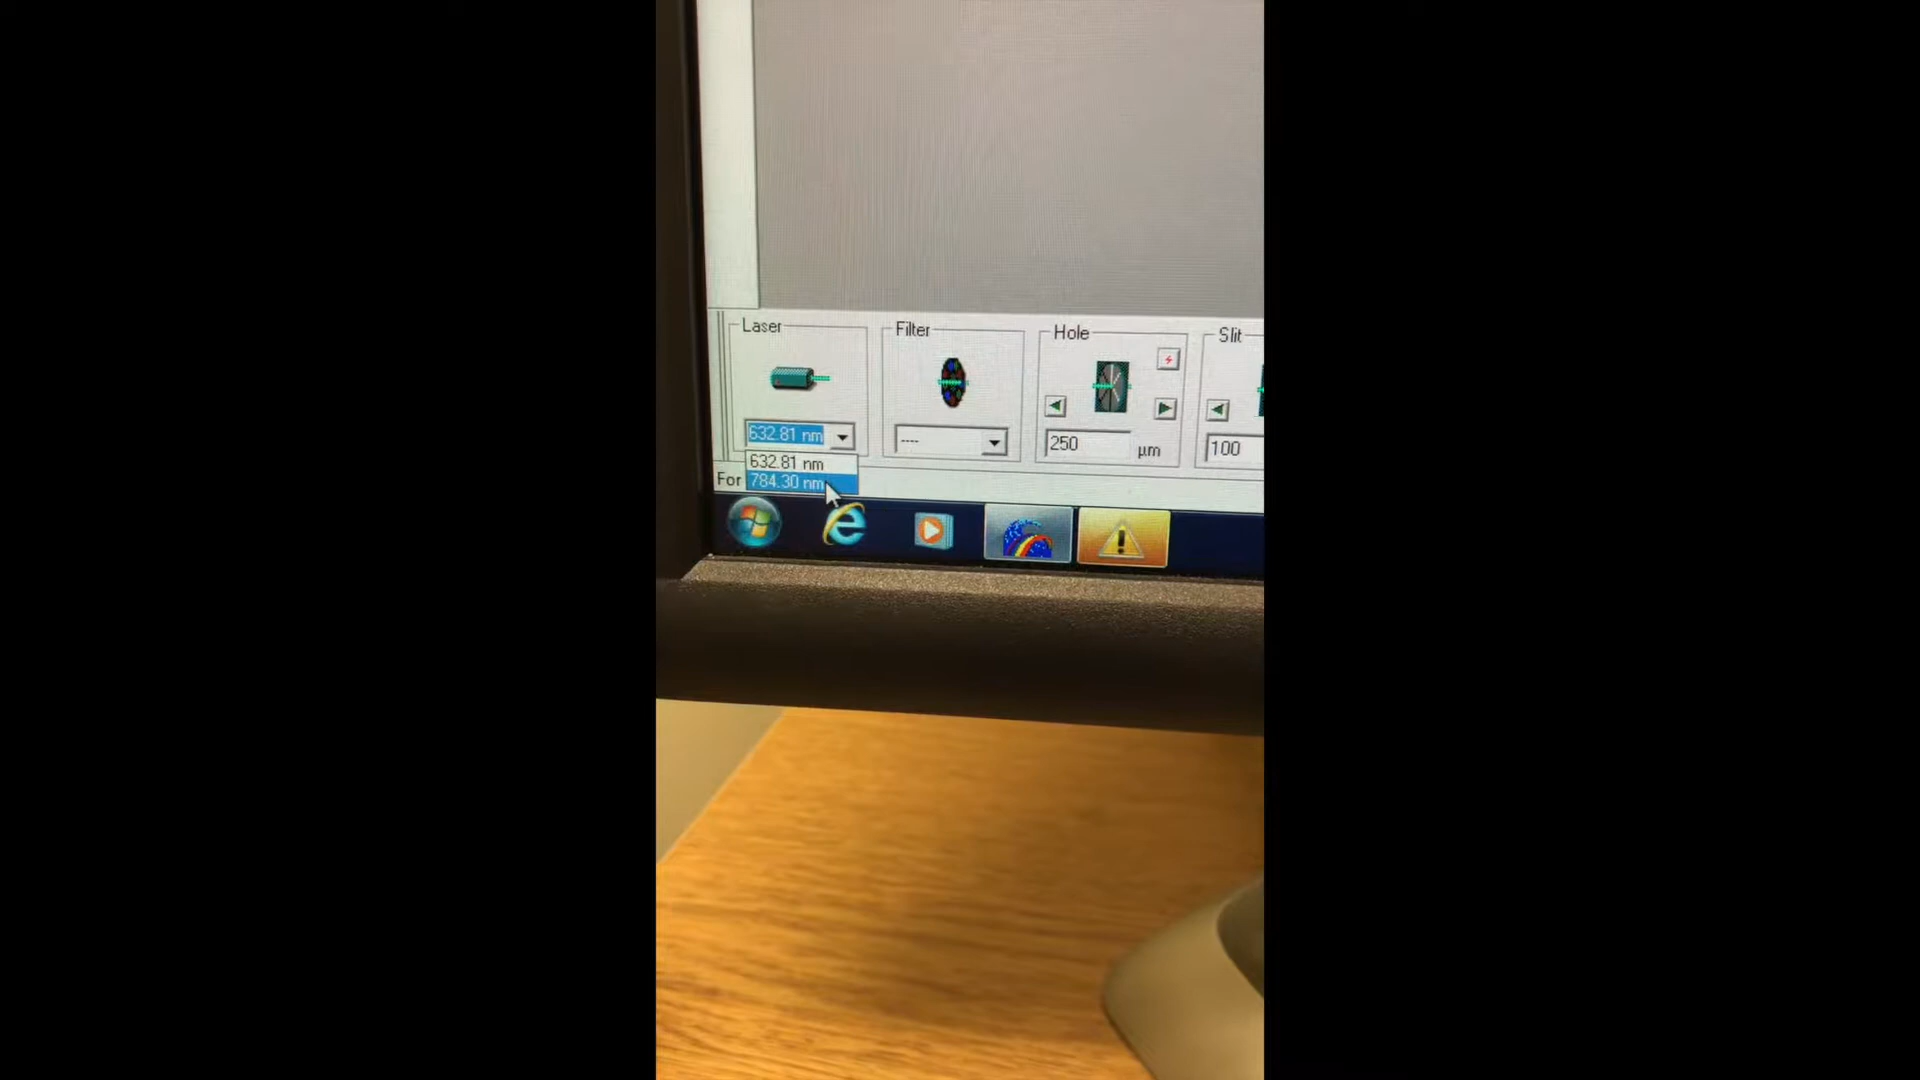 Laser
Filter
Hole
Slit
632.81 nm
----
250
µm
100
632.81 nm
784.30 nm
For